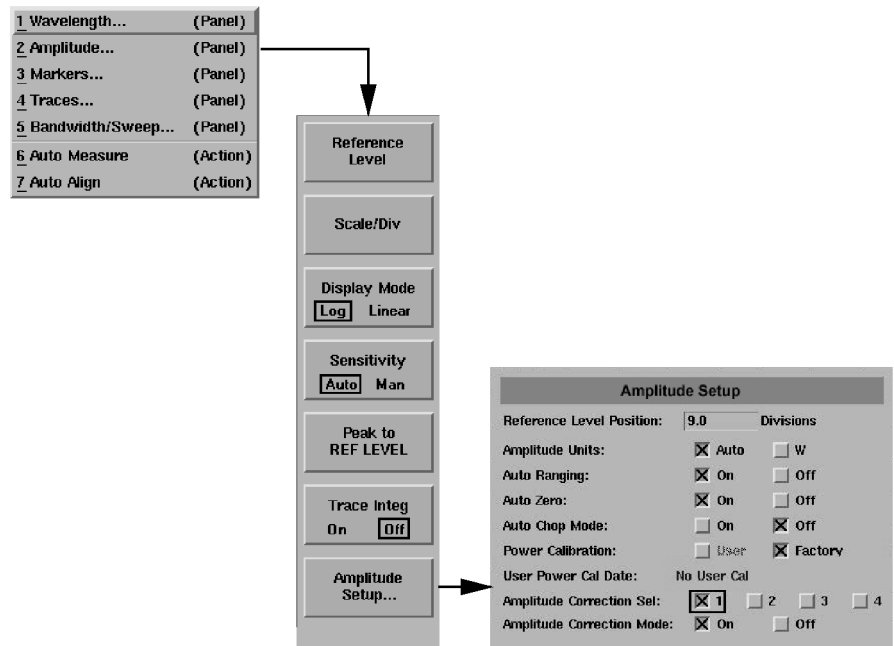 1 Wavelength... (Panel)
2 Amplitude... (Panel)
3 Markers... (Panel)
4 Traces... (Panel)
5 Bandwidth/Sweep... (Panel)
6 Auto Measure (Action)
7 Auto Align (Action)
Reference
Level
Scale/Div
Display Mode
Log Linear
Sensitivity
Auto Man
Peak to
REF LEVEL
Trace Integ
On Off
Amplitude
Setup...
Amplitude Setup
Reference Level Position: 9.0 Divisions
Amplitude Units: Auto W
Auto Ranging: On Off
Auto Zero: On Off
Auto Chop Mode: On Off
Power Calibration: User Factory
User Power Cal Date: No User Cal
Amplitude Correction Sel: 1 2 3 4
Amplitude Correction Mode: On Off